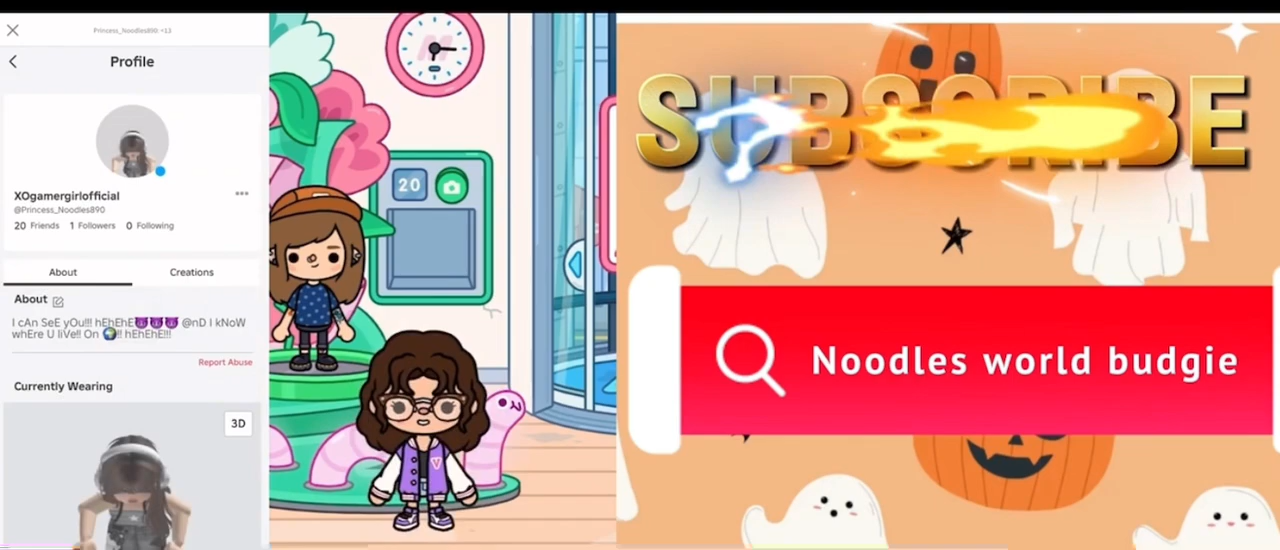 Princess_Noodles890: +13
Profile
XOgamergirlofficial
@Princess_Noodles890
20 Friends 1 Followers 0 Following
About Creations
About
I cAn SeE yOu!!! hEhEhE😈😈😈 @nD I kNoW
whEre U liVe!! On 🌍!! hEhEhE!!!
Report Abuse
Currently Wearing
3D
20
V
SUBSCRIBE
Noodles world budgie